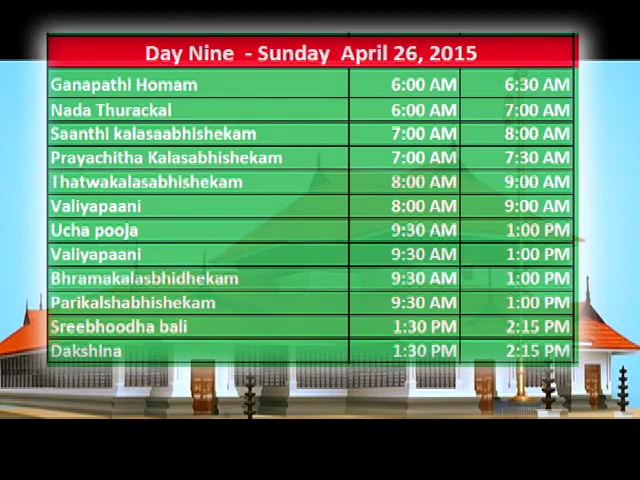 Day Nine - Sunday April 26, 2015
Ganapathi Homam 6:00 AM 6:30 AM
Nada Thurackal 6:00 AM 7:00 AM
Saanthi kalasaabhishekam 7:00 AM 8:00 AM
Prayachitha Kalasabhishekam 7:00 AM 7:30 AM
Thatwakalasabhishekam 8:00 AM 9:00 AM
Valiyapaani 8:00 AM 9:00 AM
Ucha pooja 9:30 AM 1:00 PM
Valiyapaani 9:30 AM 1:00 PM
Bhramakalasbhidhekam 9:30 AM 1:00 PM
Parikalshabhishekam 9:30 AM 1:00 PM
Sreebhoodha bali 1:30 PM 2:15 PM
Dakshina 1:30 PM 2:15 PM